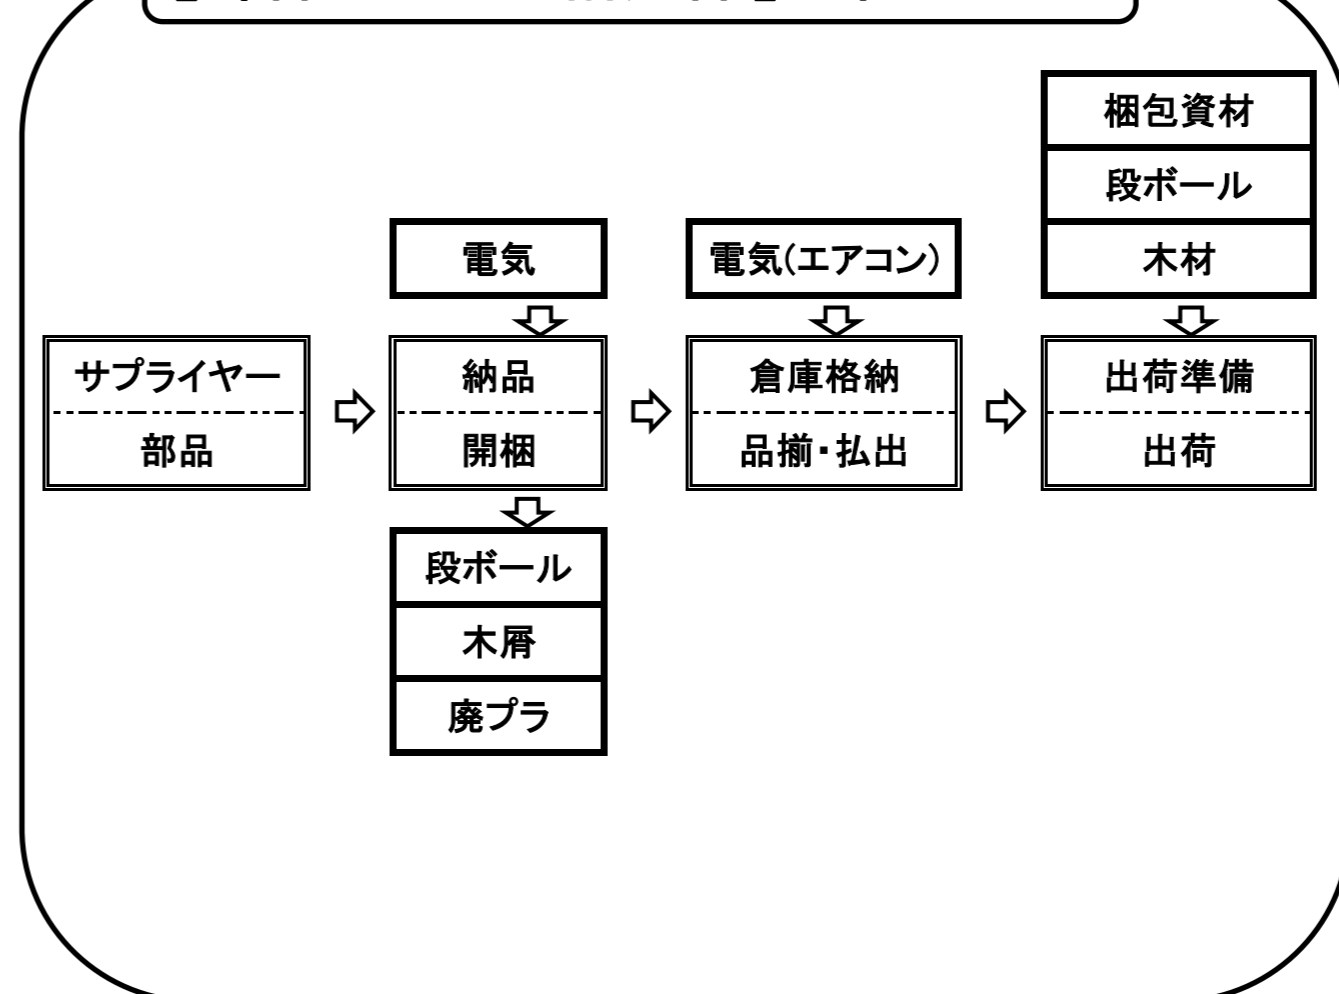 梱包資材
段ボール
木材
電気
電気(エアコン)
サプライヤー
部品
納品
開梱
倉庫格納
品揃・払出
出荷準備
出荷
段ボール
木屑
廃プラ